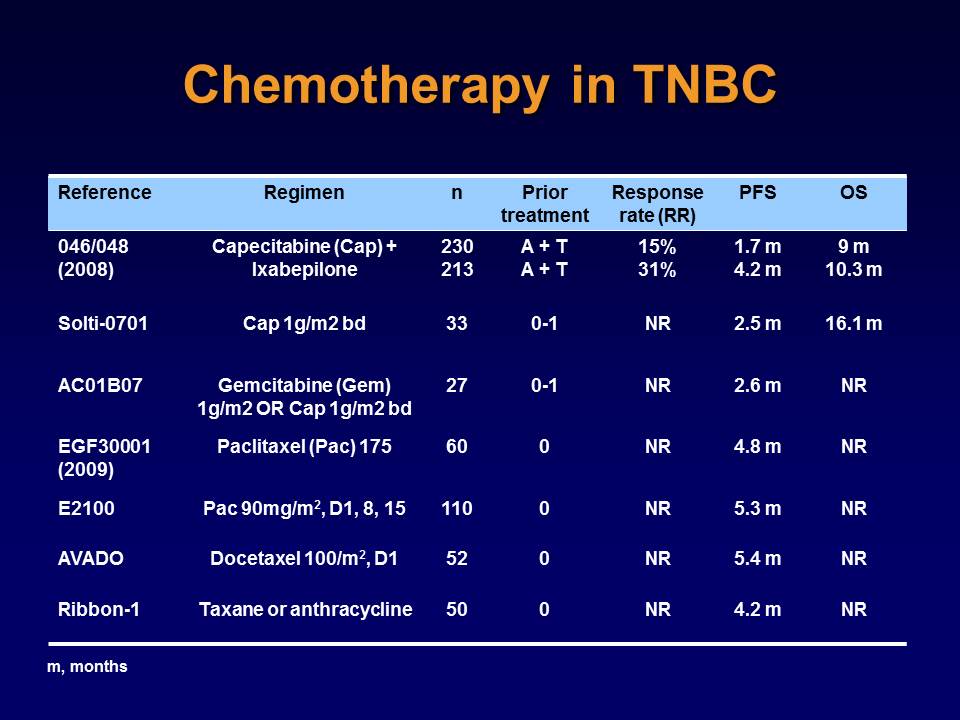 Chemotherapy in TNBC
Reference Regimen n Prior treatment Response rate (RR) PFS OS
046/048 (2008) Capecitabine (Cap) + Ixabepilone 230 213 A + T A + T 15% 31% 1.7 m 4.2 m 9 m 10.3 m
Solti-0701 Cap 1g/m2 bd 33 0-1 NR 2.5 m 16.1 m
AC01B07 Gemcitabine (Gem) 1g/m2 OR Cap 1g/m2 bd 27 0-1 NR 2.6 m NR
EGF30001 (2009) Paclitaxel (Pac) 175 60 0 NR 4.8 m NR
E2100 Pac 90mg/m², D1, 8, 15 110 0 NR 5.3 m NR
AVADO Docetaxel 100/m², D1 52 0 NR 5.4 m NR
Ribbon-1 Taxane or anthracycline 50 0 NR 4.2 m NR
m, months